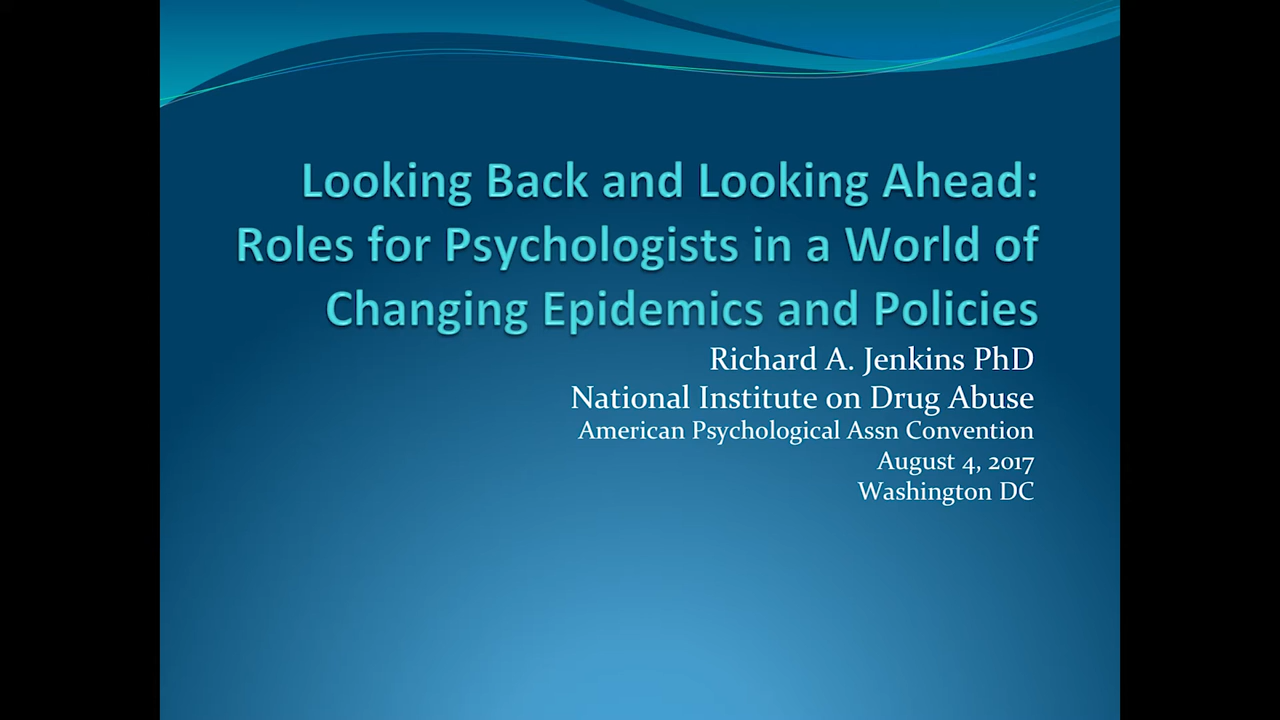 Looking Back and Looking Ahead:
Roles for Psychologists in a World of
Changing Epidemics and Policies
Richard A. Jenkins PhD
National Institute on Drug Abuse
American Psychological Assn Convention
August 4, 2017
Washington DC